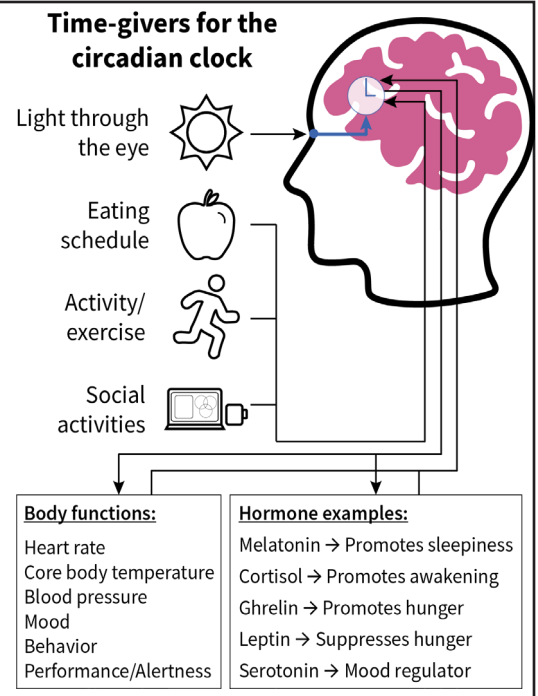 Time-givers for the
circadian clock
Light through
the eye
Eating
schedule
Activity/
exercise
Social
activities
Body functions:
Heart rate
Core body temperature
Blood pressure
Mood
Behavior
Performance/Alertness
Hormone examples:
Melatonin → Promotes sleepiness
Cortisol → Promotes awakening
Ghrelin → Promotes hunger
Leptin → Suppresses hunger
Serotonin → Mood regulator